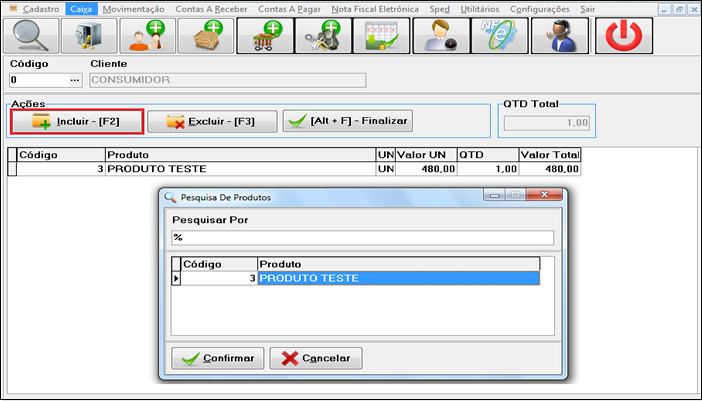 Cadastro Caixa Movimentação Contas A Receber Contas A Pagar Nota Fiscal Eletrônica Sped Utilitários Configurações Sair
NF-e
Código Cliente
0 ... CONSUMIDOR
Ações QTD Total
Incluir - [F2] Excluir - [F3] [Alt + F] - Finalizar 1,00
Código Produto UN Valor UN QTD Valor Total
3 PRODUTO TESTE UN 480,00 1,00 480,00
Pesquisa De Produtos
Pesquisar Por
%
Código Produto
3 PRODUTO TESTE
Confirmar Cancelar